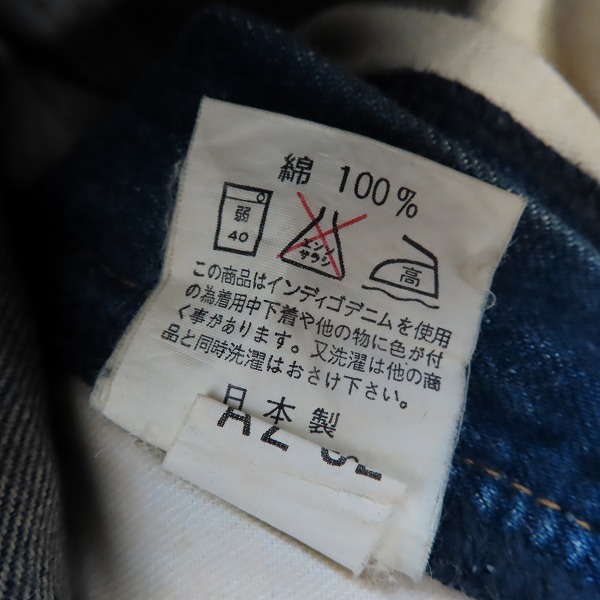 綿 100%
弱
40
エンソ
サラシ
高
この商品はインディゴデニムを使用
の為着用中下着や他の物に色が付
く事があります。又洗濯は他の商
品と同時洗濯はおさけ下さい。
日本製